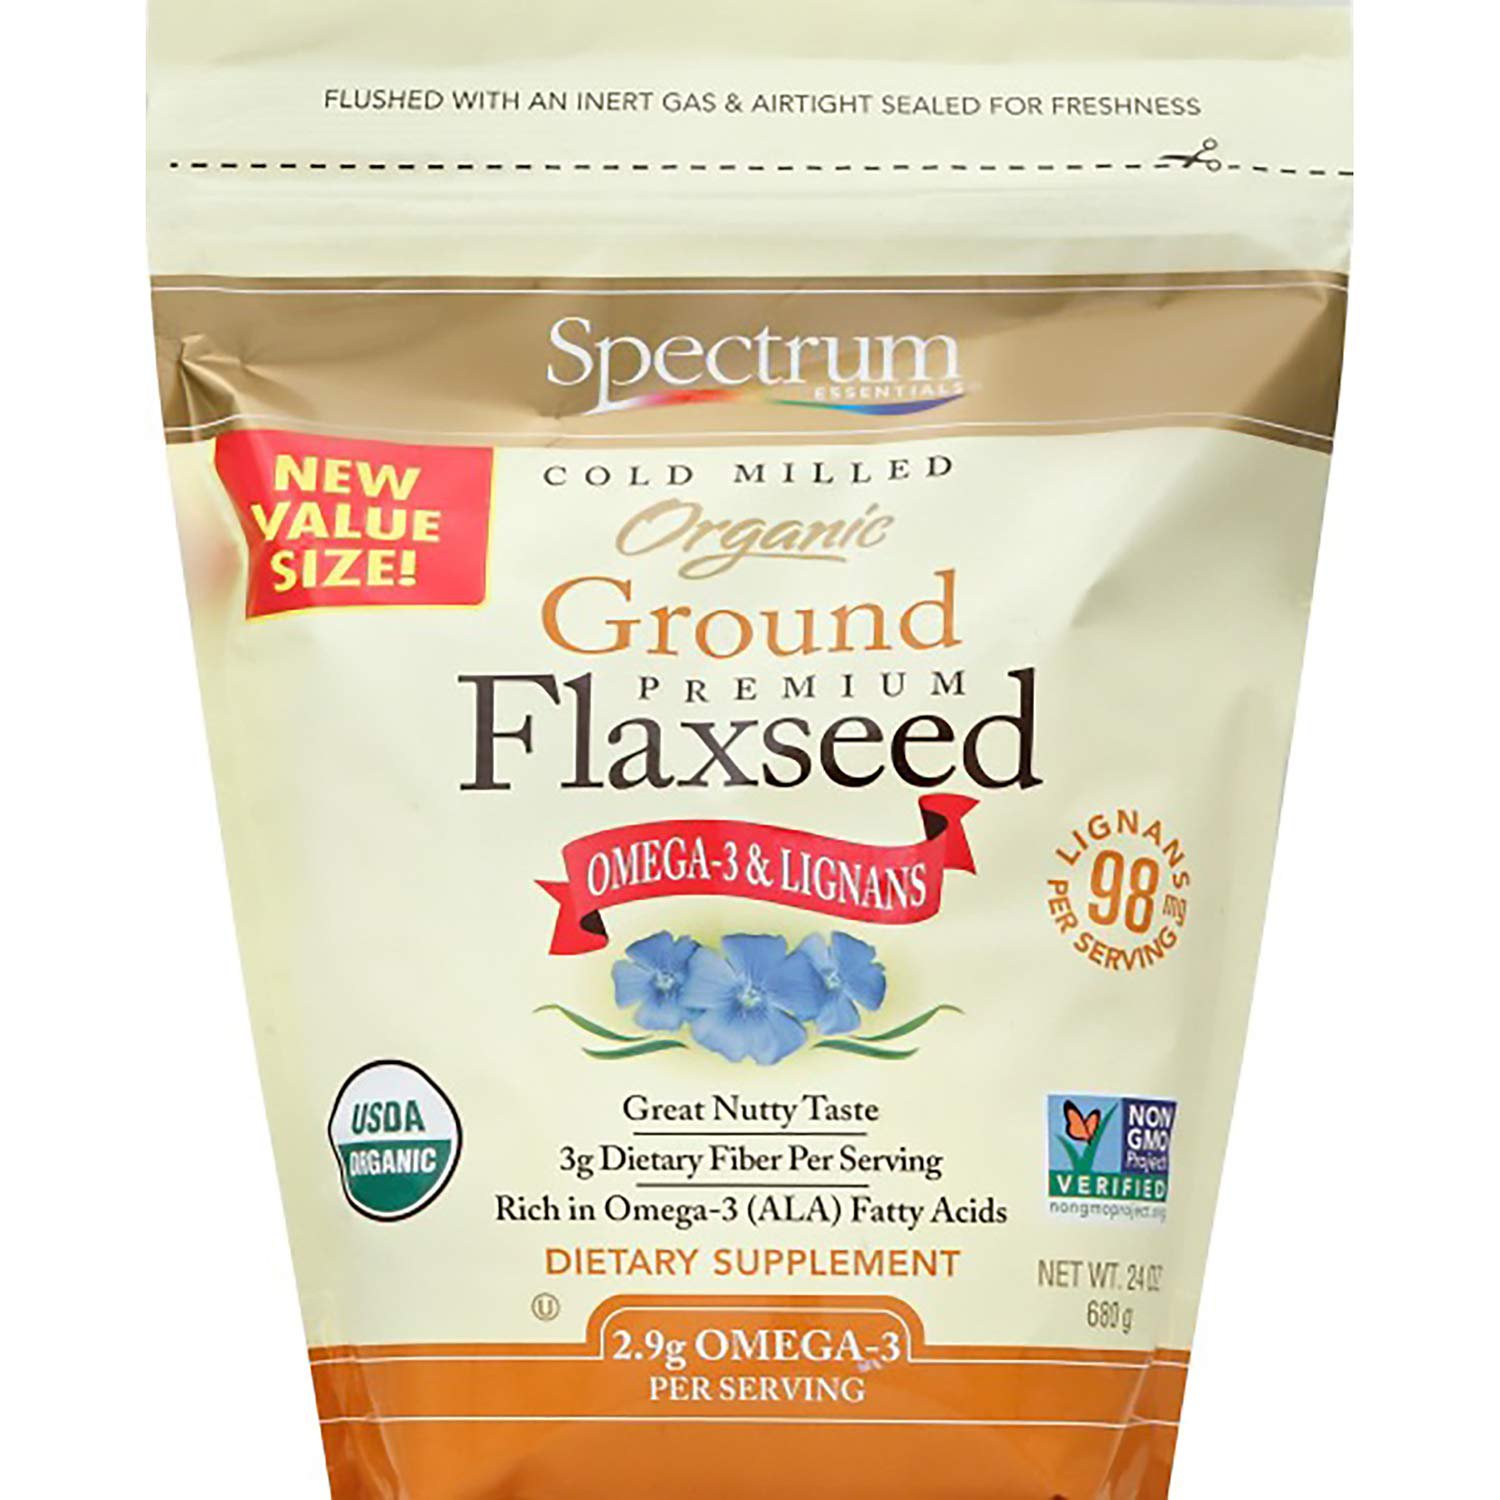 FLUSHED WITH AN INERT GAS & AIRTIGHT SEALED FOR FRESHNESS
Spectrum
ESSENTIALS®
NEW
VALUE
SIZE!
COLD MILLED
Organic
Ground
PREMIUM
Flaxseed
OMEGA-3 & LIGNANS
LIGNANS
98 mg
PER SERVING
USDA
ORGANIC
Great Nutty Taste
3g Dietary Fiber Per Serving
Rich in Omega-3 (ALA) Fatty Acids
NON
GMO
Project
VERIFIED
nongmoproject.org
DIETARY SUPPLEMENT
NET WT. 24 OZ
680 g
U
2.9g OMEGA-3
PER SERVING